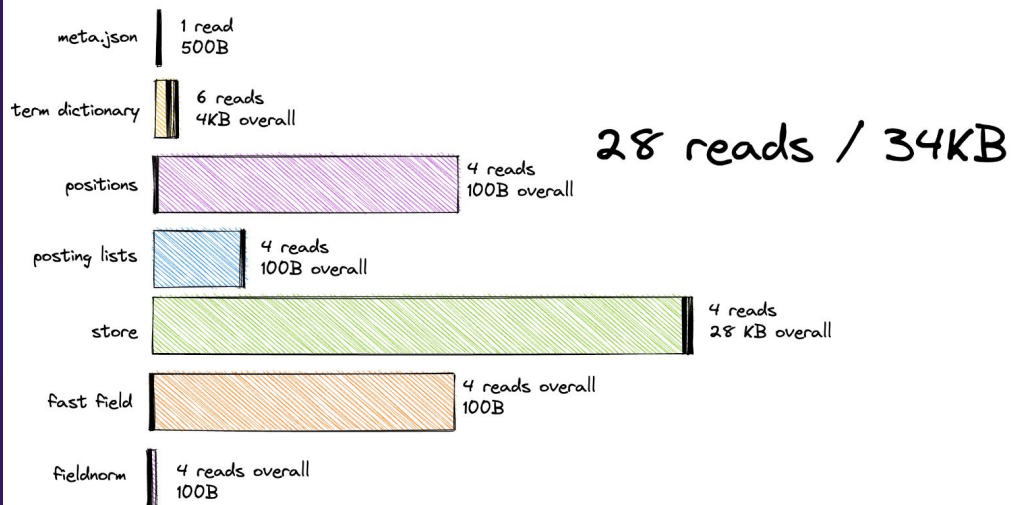 meta.json
1 read
500B
term dictionary
6 reads
4KB overall
28 reads / 34KB
positions
4 reads
100B overall
posting lists
4 reads
100B overall
store
4 reads
28 KB overall
fast field
4 reads overall
100B
fieldnorm
4 reads overall
100B